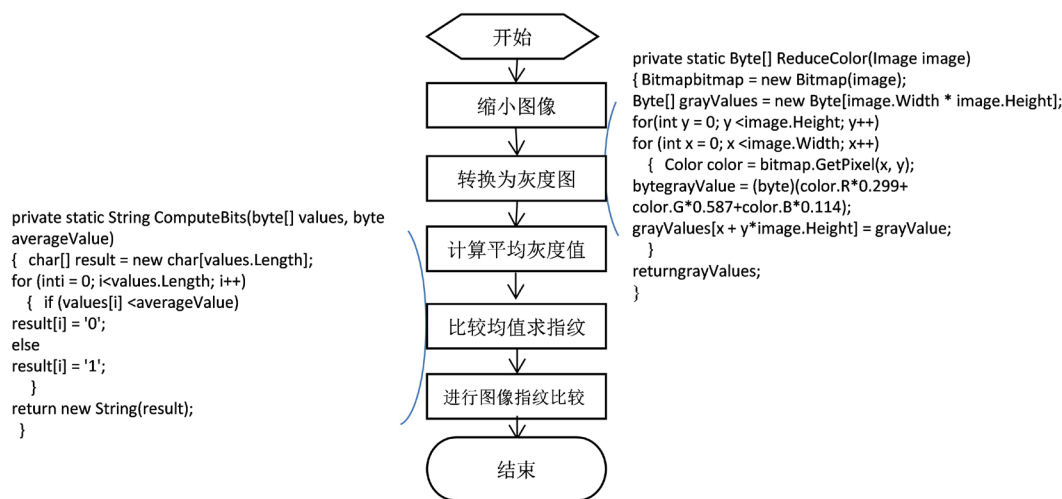 开始
缩小图像
转换为灰度图
计算平均灰度值
比较均值求指纹
进行图像指纹比较
结束
private static Byte[] ReduceColor(Image image)
{ Bitmapbitmap = new Bitmap(image);
Byte[] grayValues = new Byte[image.Width * image.Height];
for(int y = 0; y <image.Height; y++)
for (int x = 0; x <image.Width; x++)
{ Color color = bitmap.GetPixel(x, y);
bytegrayValue = (byte)(color.R*0.299+
color.G*0.587+color.B*0.114);
grayValues[x + y*image.Height] = grayValue;
}
returngrayValues;
}
private static String ComputeBits(byte[] values, byte
averageValue)
{ char[] result = new char[values.Length];
for (inti = 0; i<values.Length; i++)
{ if (values[i] <averageValue)
result[i] = '0';
else
result[i] = '1';
}
return new String(result);
}